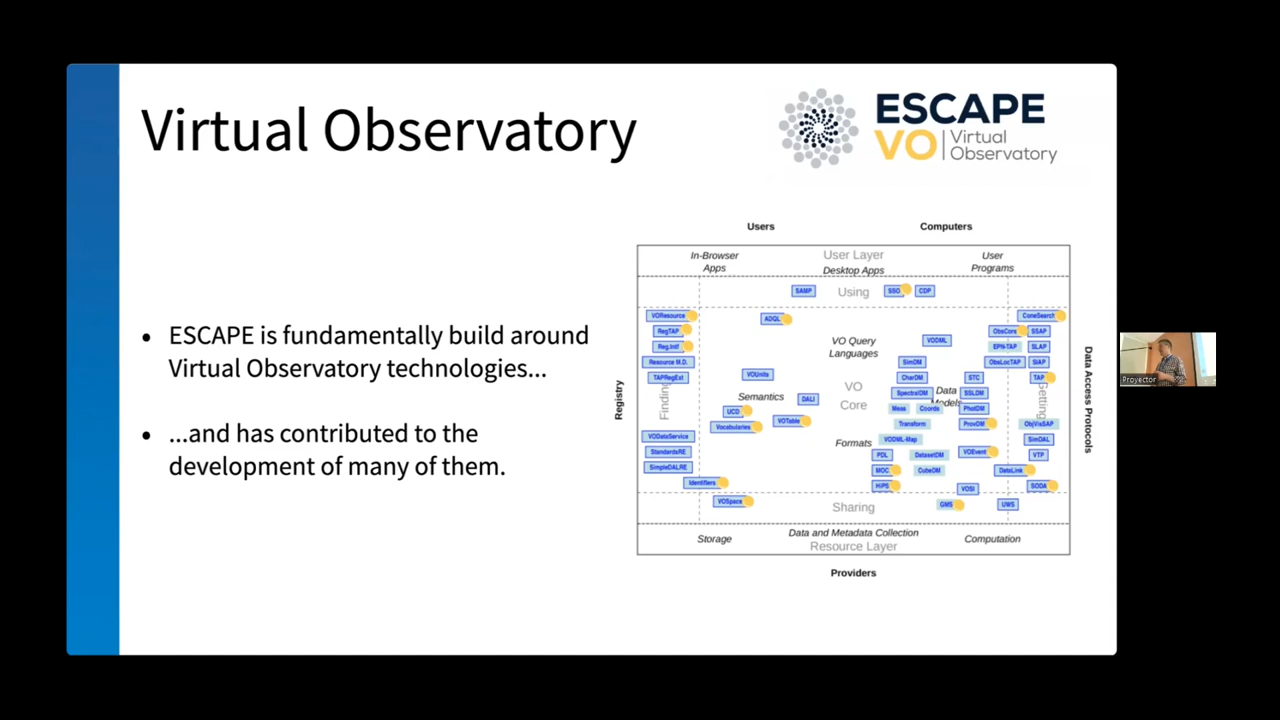 Virtual Observatory
ESCAPE
VO | Virtual
Observatory
• ESCAPE is fundamentally build around
Virtual Observatory technologies...
• ...and has contributed to the
development of many of them.
Users
Computers
In-Browser
Apps
User Layer
Desktop Apps
User
Programs
SAMP
Using
SSO
CDP
Registry
Finding
VOResource
RegTAP
Reg.Intf
Resource M.D.
TAPRegExt
VODataService
StandardsRE
SimpleDALRE
Identifiers
VOSpace
ADQL
VOUnits
Semantics
DALI
UCD
Vocabularies
VOTable
VO Query
Languages
VO
Core
Formats
VODML
SimDM
CharDM
SpectralDM
Meas
Coords
Transform
VODML-Map
PDL
DatasetDM
MOC
CubeDM
HiPS
STC
SSLDM
Data
Models
PhotDM
ProvDM
VOEvent
VOSI
GMS
UWS
ConeSearch
ObsCore
SSAP
EPN-TAP
SLAP
ObsLocTAP
SIAP
TAP
Getting
ObjVisSAP
SimDAL
VTP
DataLink
SODA
Data Access Protocols
Sharing
Storage
Data and Metadata Collection
Resource Layer
Computation
Providers
Proyector